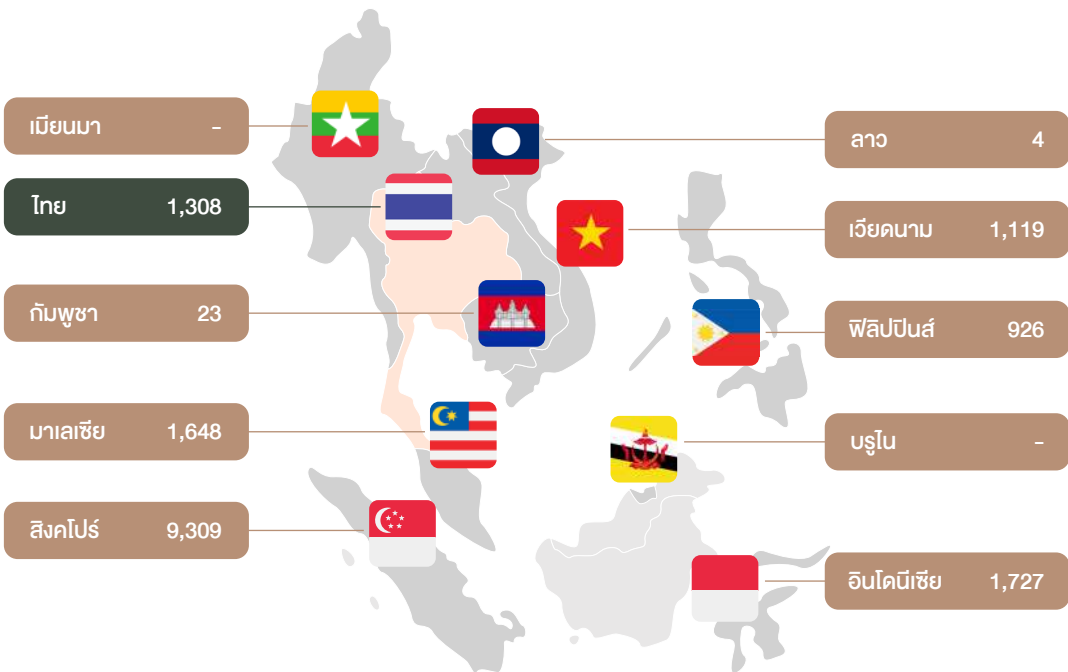 เมียนมา -
ไทย 1,308
กัมพูชา 23
มาเลเซีย 1,648
สิงคโปร์ 9,309
ลาว 4
เวียดนาม 1,119
ฟิลิปปินส์ 926
บรูไน -
อินโดนีเซีย 1,727